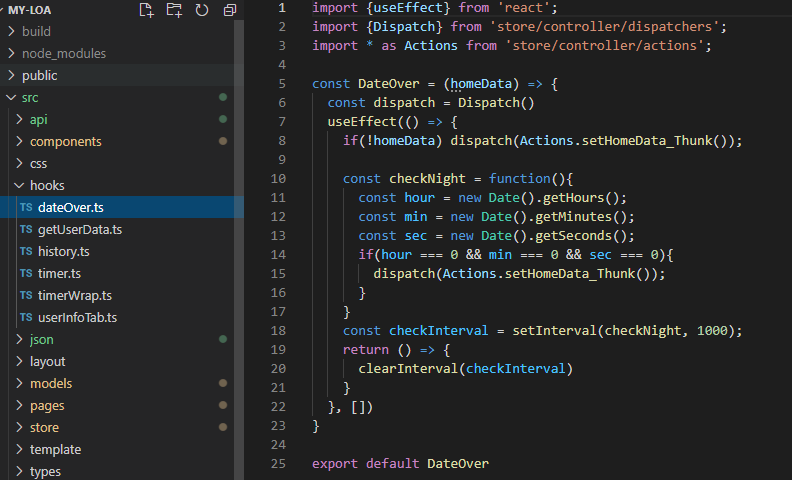 MY-LOA
build
node_modules
public
src
api
components
css
hooks
TS dateOver.ts
TS getUserData.ts
TS history.ts
TS timer.ts
TS timerWrap.ts
TS userInfoTab.ts
json
layout
models
pages
store
template
types
1 import {useEffect} from 'react';
2 import {Dispatch} from 'store/controller/dispatchers';
3 import * as Actions from 'store/controller/actions';
4
5 const DateOver = (homeData) => {
6 const dispatch = Dispatch()
7 useEffect(() => {
8 if(!homeData) dispatch(Actions.setHomeData_Thunk());
9
10 const checkNight = function(){
11 const hour = new Date().getHours();
12 const min = new Date().getMinutes();
13 const sec = new Date().getSeconds();
14 if(hour === 0 && min === 0 && sec === 0){
15 dispatch(Actions.setHomeData_Thunk());
16 }
17 }
18 const checkInterval = setInterval(checkNight, 1000);
19 return () => {
20 clearInterval(checkInterval)
21 }
22 }, [])
23 }
24
25 export default DateOver